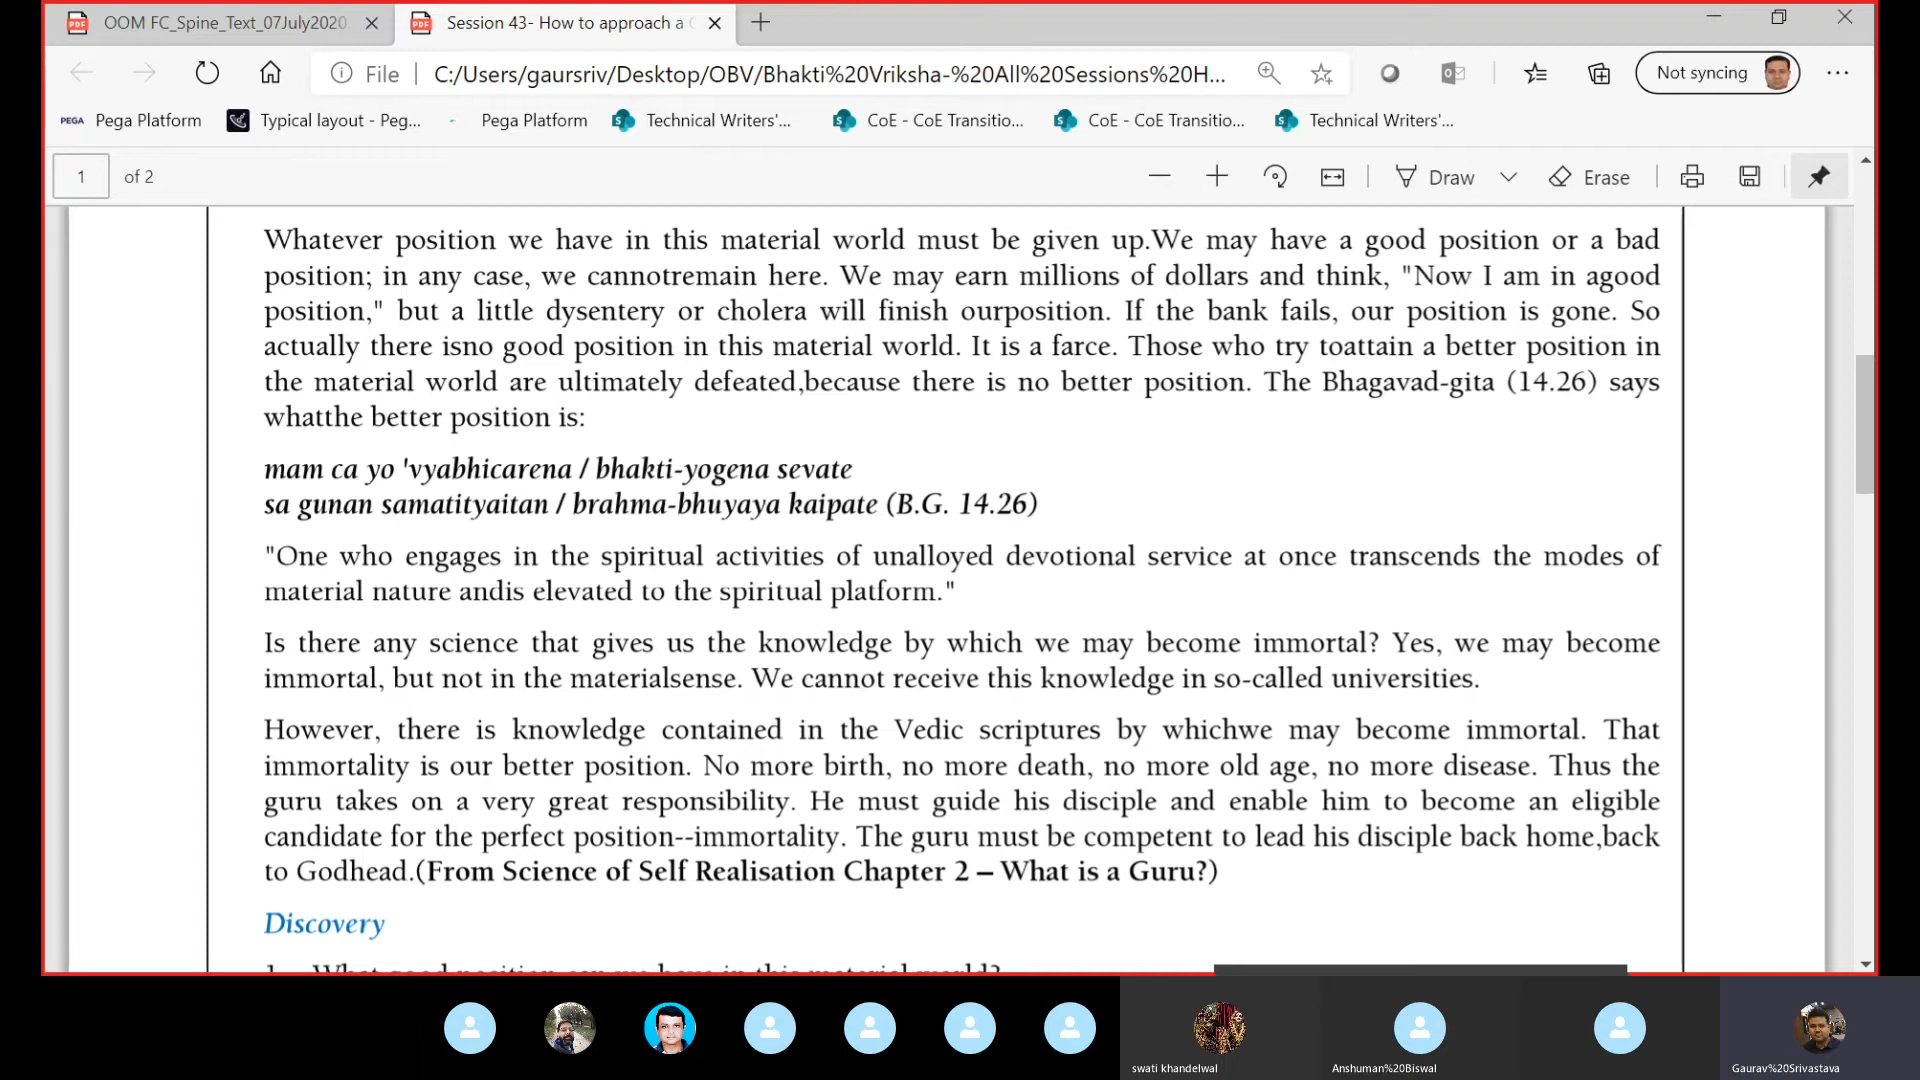 OOM FC_Spine_Text_07July2020
Session 43- How to approach a
File
C:/Users/gaursriv/Desktop/OBV/Bhakti%20Vriksha-%20All%20Sessions%20H...
Not syncing
PEGA Pega Platform
Typical layout - Peg...
Pega Platform
Technical Writers'...
CoE - CoE Transitio...
CoE - CoE Transitio...
Technical Writers'...
1 of 2
Draw
Erase
Whatever position we have in this material world must be given up.We may have a good position or a bad
position; in any case, we cannotremain here. We may earn millions of dollars and think, "Now I am in agood
position," but a little dysentery or cholera will finish ourposition. If the bank fails, our position is gone. So
actually there isno good position in this material world. It is a farce. Those who try toattain a better position in
the material world are ultimately defeated,because there is no better position. The Bhagavad-gita (14.26) says
whatthe better position is:
mam ca yo 'vyabhicarena / bhakti-yogena sevate
sa gunan samatityaitan / brahma-bhuyaya kaipate (B.G. 14.26)
"One who engages in the spiritual activities of unalloyed devotional service at once transcends the modes of
material nature andis elevated to the spiritual platform."
Is there any science that gives us the knowledge by which we may become immortal? Yes, we may become
immortal, but not in the materialsense. We cannot receive this knowledge in so-called universities.
However, there is knowledge contained in the Vedic scriptures by whichwe may become immortal. That
immortality is our better position. No more birth, no more death, no more old age, no more disease. Thus the
guru takes on a very great responsibility. He must guide his disciple and enable him to become an eligible
candidate for the perfect position--immortality. The guru must be competent to lead his disciple back home,back
to Godhead.(From Science of Self Realisation Chapter 2 – What is a Guru?)
Discovery
1. What good position can we have in this material world?
swati khandelwal
Anshuman%20Biswal
Gaurav%20Srivastava